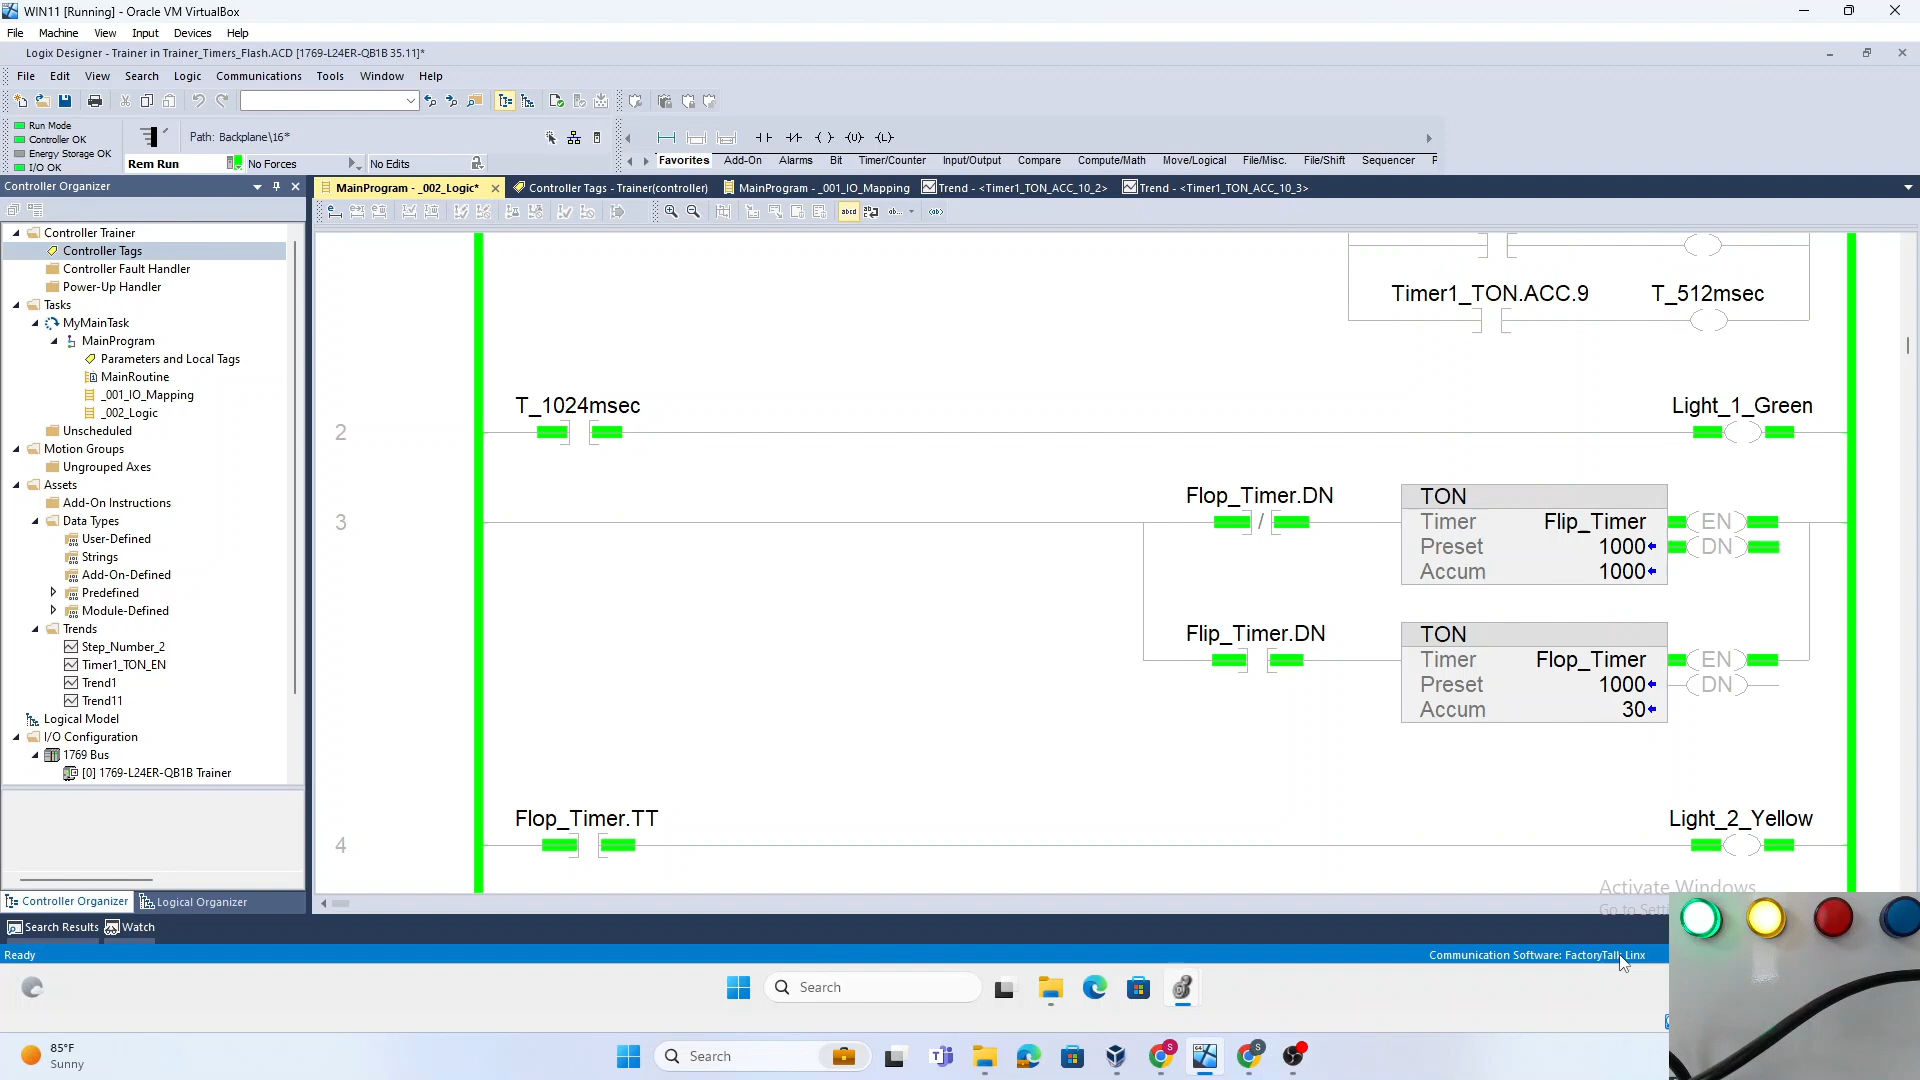 WIN11 [Running] - Oracle VM VirtualBox
File Machine View Input Devices Help
Logix Designer - Trainer in Trainer_Timers_Flash.ACD [1769-L24ER-QB1B 35.11]*
File Edit View Search Logic Communications Tools Window Help
Run Mode
Controller OK
Energy Storage OK
I/O OK
Path: Backplane\16*
Rem Run No Forces No Edits
Favorites Add-On Alarms Bit Timer/Counter Input/Output Compare Compute/Math Move/Logical File/Misc. File/Shift Sequencer P
Controller Organizer
MainProgram - _002_Logic* Controller Tags - Trainer(controller) MainProgram - _001_IO_Mapping Trend - <Timer1_TON_ACC_10_2> Trend - <Timer1_TON_ACC_10_3>
Controller Trainer
Controller Tags
Controller Fault Handler
Power-Up Handler
Tasks
MyMainTask
MainProgram
Parameters and Local Tags
MainRoutine
_001_IO_Mapping
_002_Logic
Unscheduled
Motion Groups
Ungrouped Axes
Assets
Add-On Instructions
Data Types
User-Defined
Strings
Add-On-Defined
Predefined
Module-Defined
Trends
Step_Number_2
Timer1_TON_EN
Trend1
Trend11
Logical Model
I/O Configuration
1769 Bus
[0] 1769-L24ER-QB1B Trainer
Controller Organizer Logical Organizer
Timer1_TON.ACC.9 T_512msec
T_1024msec Light_1_Green
2
Flop_Timer.DN TON
3 Timer Flip_Timer EN
Preset 1000 DN
Accum 1000
Flip_Timer.DN TON
Timer Flop_Timer EN
Preset 1000 DN
Accum 30
Flop_Timer.TT Light_2_Yellow
4
Activate Windows
Search Results Watch
Ready Communication Software: FactoryTalk Linx
Search
85°F
Sunny
Search